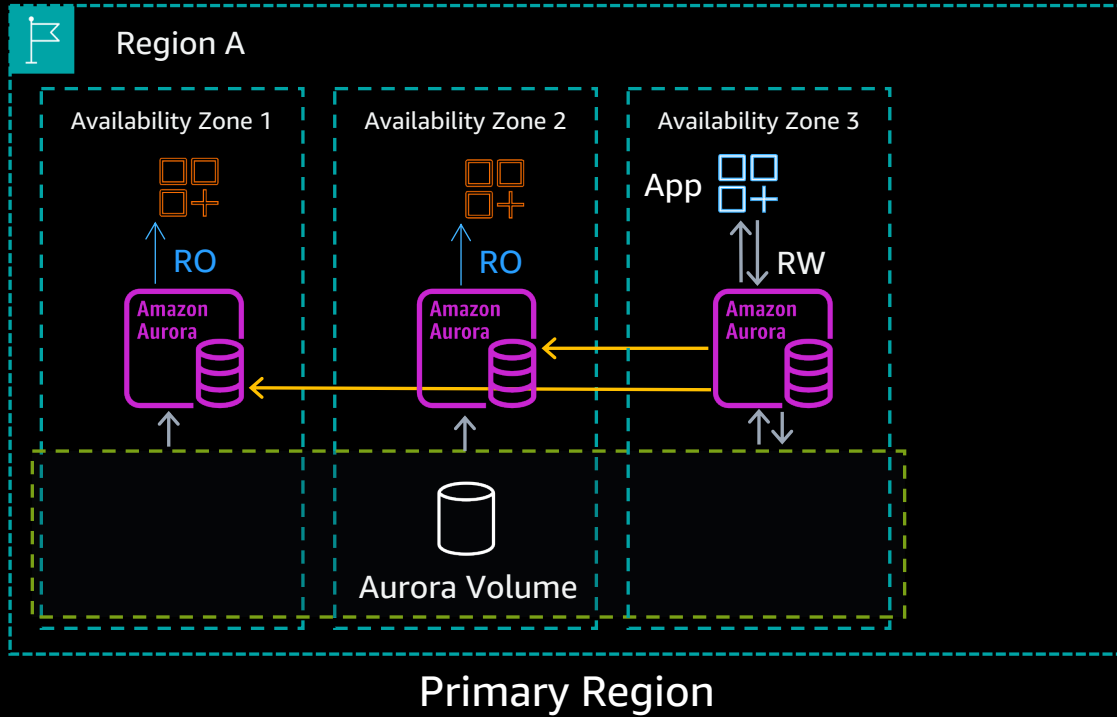 Region A
Availability Zone 1
Availability Zone 2
Availability Zone 3
App
RO
RO
RW
Amazon
Aurora
Amazon
Aurora
Amazon
Aurora
Aurora Volume
Primary Region